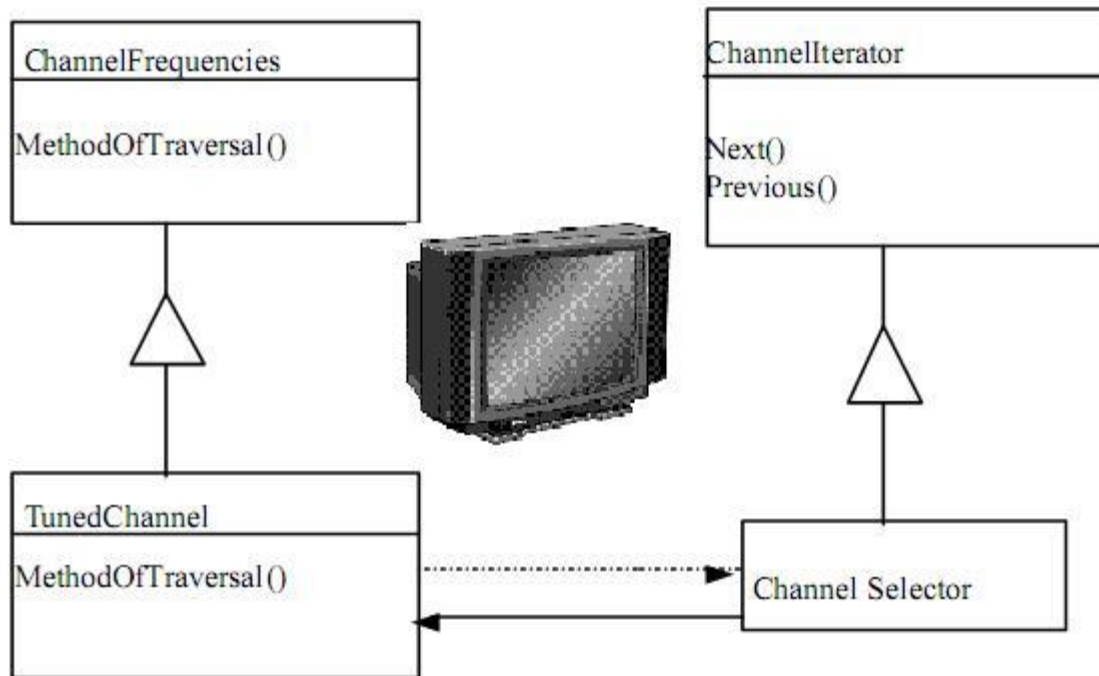 ChannelFrequencies
MethodOfTraversal()
ChannelIterator
Next()
Previous()
TunedChannel
MethodOfTraversal()
Channel Selector